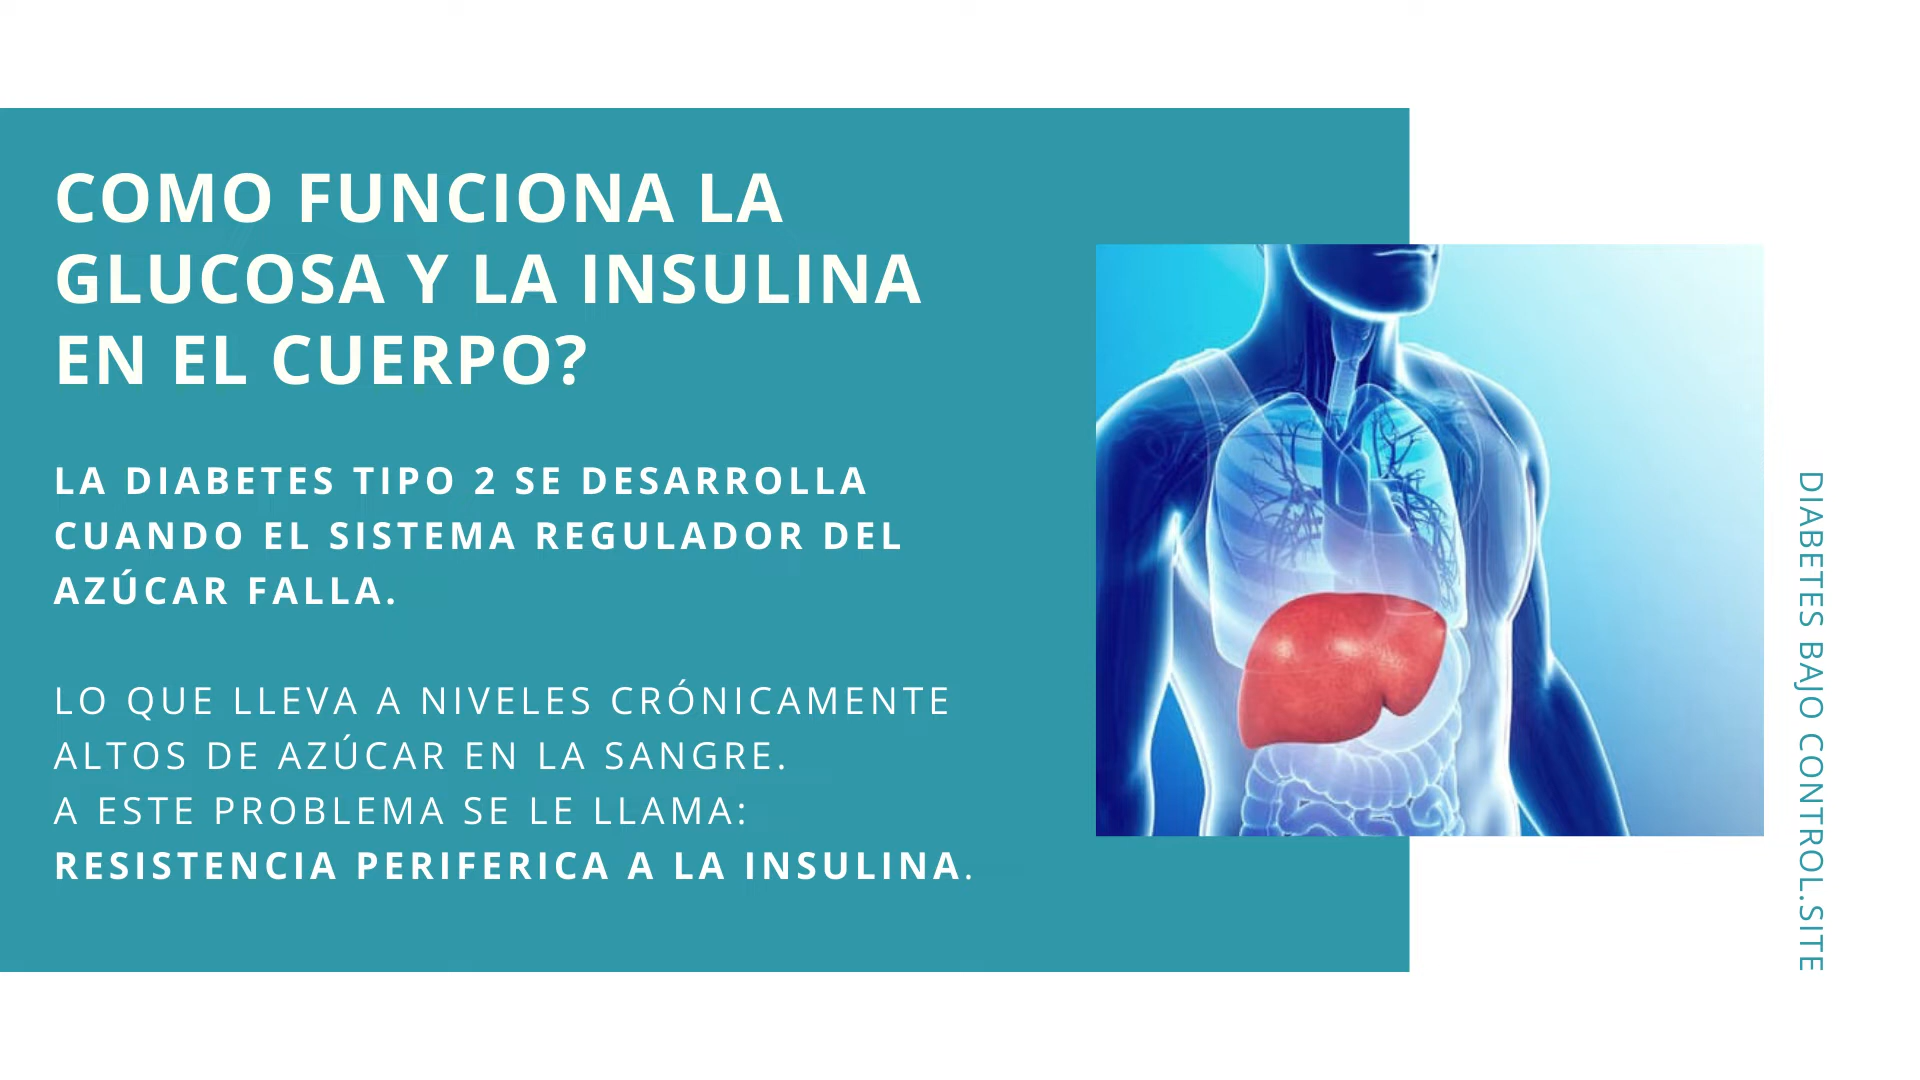 COMO FUNCIONA LA
GLUCOSA Y LA INSULINA
EN EL CUERPO?
LA DIABETES TIPO 2 SE DESARROLLA
CUANDO EL SISTEMA REGULADOR DEL
AZÚCAR FALLA.
LO QUE LLEVA A NIVELES CRÓNICAMENTE
ALTOS DE AZÚCAR EN LA SANGRE.
A ESTE PROBLEMA SE LE LLAMA:
RESISTENCIA PERIFERICA A LA INSULINA.
DIABETES BAJO CONTROL.SITE